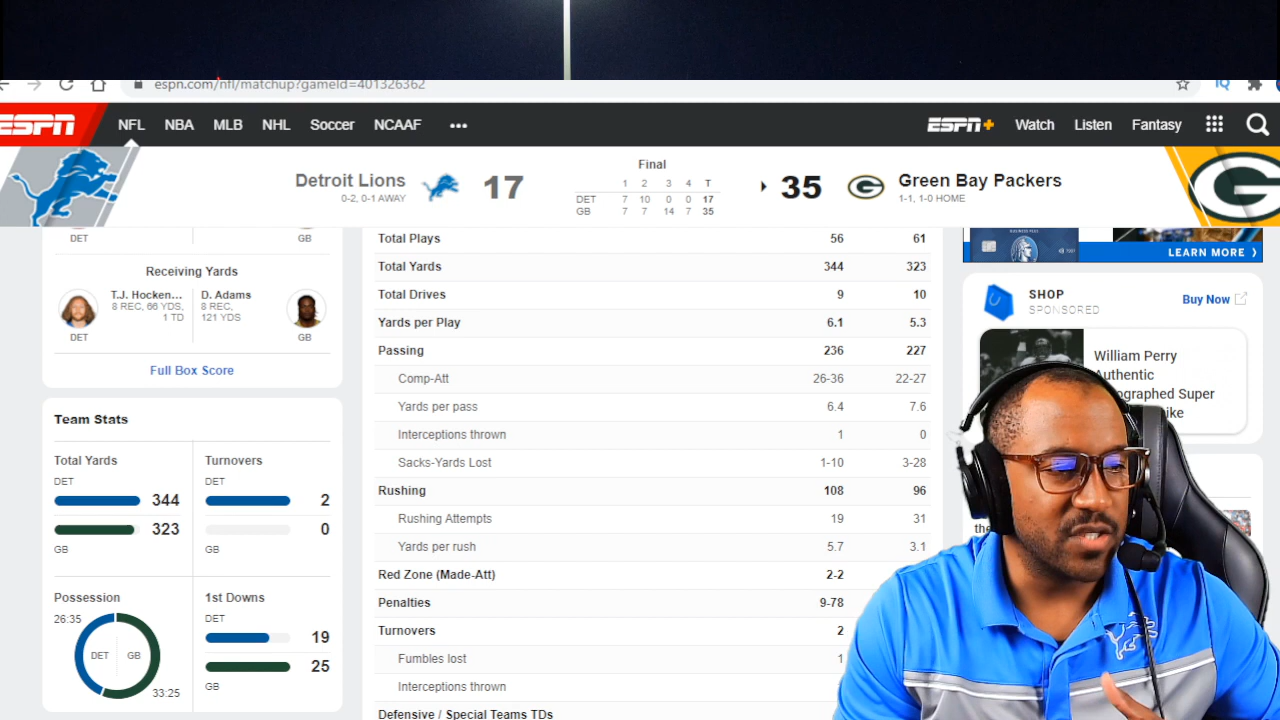 espn.com/nfl/matchup?gameId=401326362
IQ
ESPN NFL NBA MLB NHL Soccer NCAAF ••• ESPN+ Watch Listen Fantasy
Final
Detroit Lions 17
0-2, 0-1 AWAY
1 2 3 4 T
DET 7 10 0 0 17
GB 7 7 14 7 35
35 Green Bay Packers
1-1, 1-0 HOME
G
G
DET GB
Receiving Yards
T.J. Hocken... D. Adams
8 REC, 66 YDS, 8 REC,
1 TD 121 YDS
DET GB
Full Box Score
Team Stats
Total Yards Turnovers
DET DET
344 2
323 0
GB GB
Possession 1st Downs
26:35 DET
19
DET GB
25
33:25 GB
Total Plays 56 61
Total Yards 344 323
Total Drives 9 10
Yards per Play 6.1 5.3
Passing 236 227
Comp-Att 26-36 22-27
Yards per pass 6.4 7.6
Interceptions thrown 1 0
Sacks-Yards Lost 1-10 3-28
Rushing 108 96
Rushing Attempts 19 31
Yards per rush 5.7 3.1
Red Zone (Made-Att) 2-2
Penalties 9-78
Turnovers 2
Fumbles lost 1
Interceptions thrown
Defensive / Special Teams TDs
LEARN MORE
SHOP
SPONSORED
Buy Now
William Perry
Authentic
ographed Super
ike
the